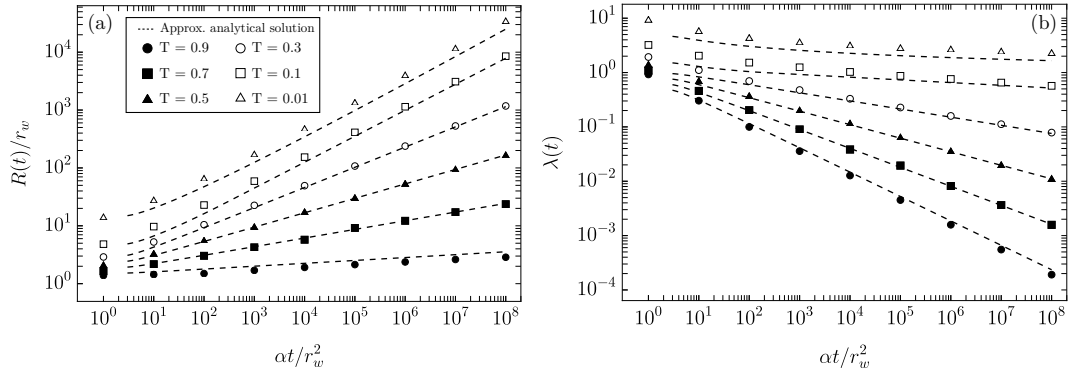 (a)
Approx. analytical solution
T = 0.9 T = 0.3
T = 0.7 T = 0.1
T = 0.5 T = 0.01
R(t)/r_w
10^4
10^3
10^2
10^1
10^0
10^0 10^1 10^2 10^3 10^4 10^5 10^6 10^7 10^8
αt/r_w^2
(b)
λ(t)
10^1
10^0
10^−1
10^−2
10^−3
10^−4
10^0 10^1 10^2 10^3 10^4 10^5 10^6 10^7 10^8
αt/r_w^2